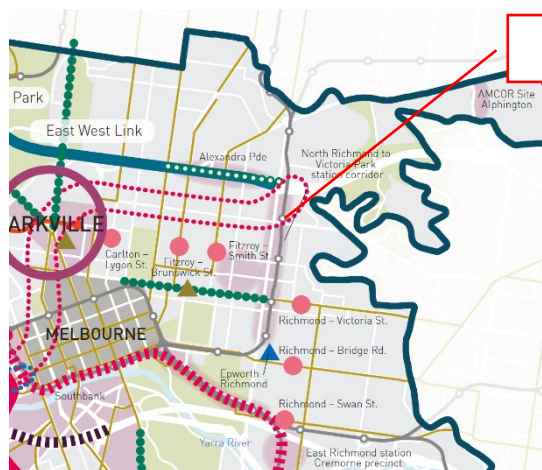 Park
East West Link
AMCOR Site
Alphington
Alexandra Pde
North Richmond to
Victoria Park
station corridor
ARKVILLE
Carlton –
Lygon St.
Fitzroy –
Brunswick St.
Fitzroy –
Smith St.
MELBOURNE
Richmond – Victoria St.
Richmond – Bridge Rd.
Epworth
Richmond
Southbank
Richmond – Swan St.
Yarra River
East Richmond station
Cremorne precinct